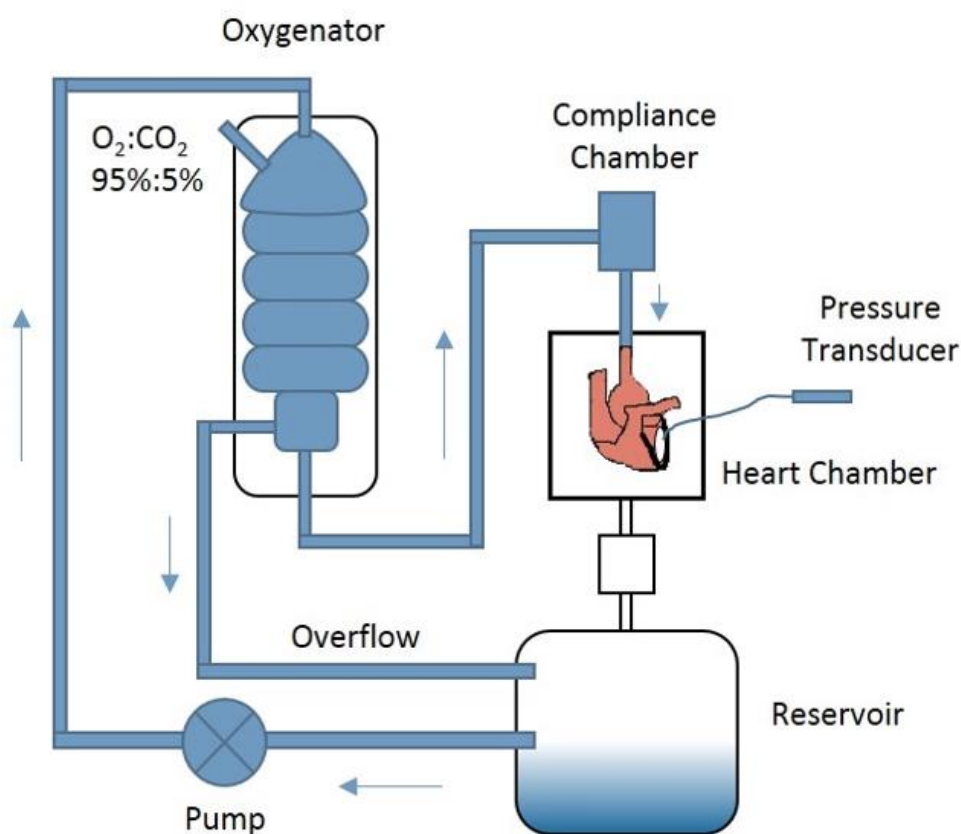 Oxygenator
O₂:CO₂
95%:5%
Compliance
Chamber
Pressure
Transducer
Heart Chamber
Overflow
Reservoir
Pump